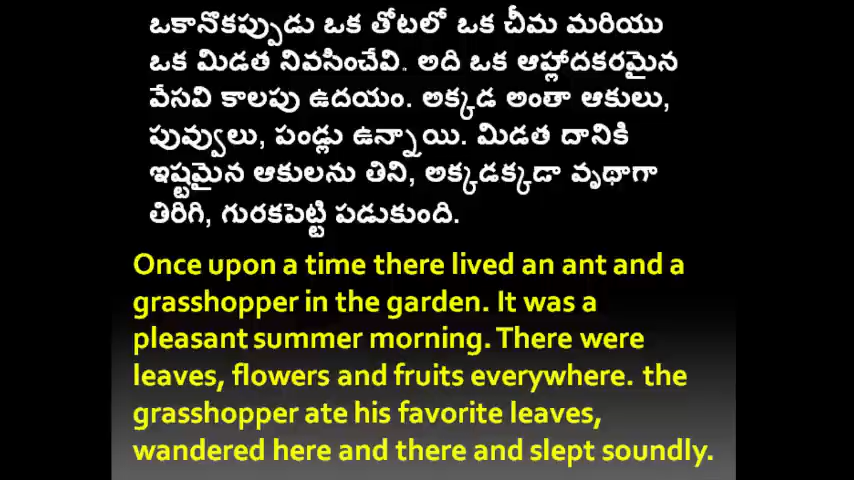 ఒకానొకప్పుడు ఒక తోటలో ఒక చీమ మరియు
ఒక మిడత నివసించేవి. అది ఒక ఆహ్లాదకరమైన
వేసవి కాలపు ఉదయం. అక్కడ అంతా ఆకులు,
పువ్వులు, పండ్లు ఉన్నాయి. మిడత దానికి
ఇష్టమైన ఆకులను తిని, అక్కడక్కడా వృథాగా
తిరిగి, గురకపెట్టి పడుకుంది.
Once upon a time there lived an ant and a
grasshopper in the garden. It was a
pleasant summer morning. There were
leaves, flowers and fruits everywhere. the
grasshopper ate his favorite leaves,
wandered here and there and slept soundly.